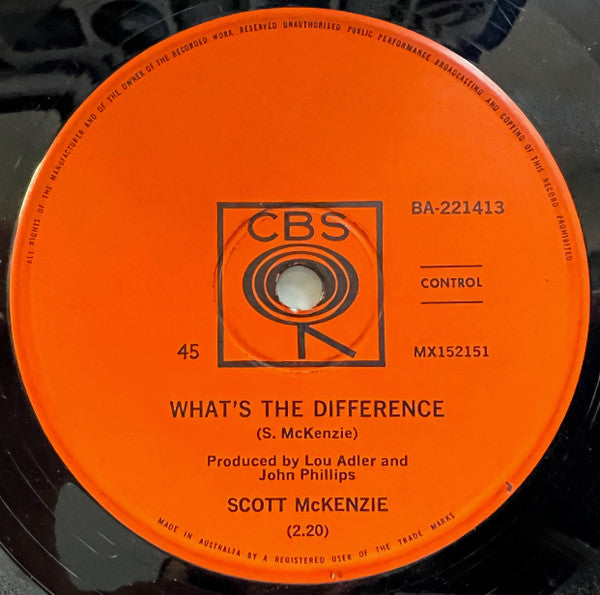 ALL RIGHTS OF THE MANUFACTURER AND OF THE OWNER OF THE RECORDED WORK RESERVED UNAUTHORISED PUBLIC PERFORMANCE BROADCASTING AND COPYING OF THIS RECORD PROHIBITED
CBS
BA-221413
CONTROL
45
MX152151
WHAT'S THE DIFFERENCE
(S. McKenzie)
Produced by Lou Adler and
John Phillips
SCOTT McKENZIE
(2.20)
MADE IN AUSTRALIA BY A REGISTERED USER OF THE TRADE MARKS